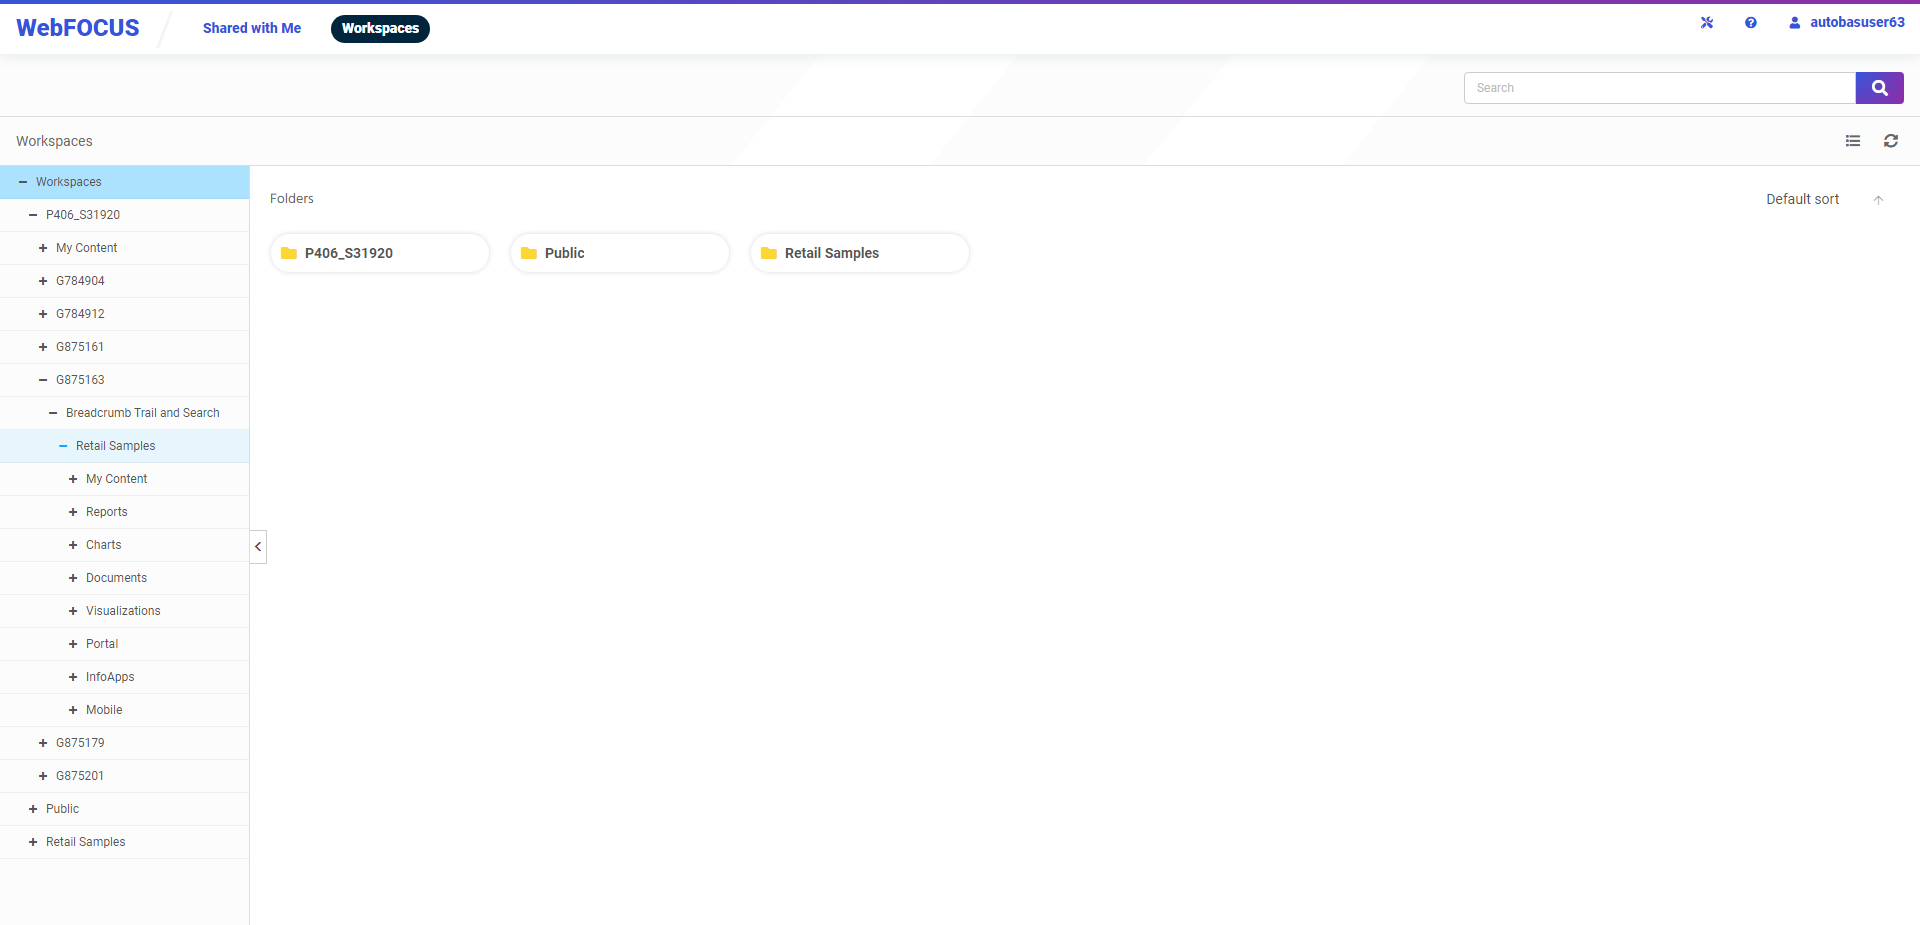 WebFOCUS
Shared with Me
Workspaces
autobasuser63
Search
Workspaces
Workspaces
P406_S31920
My Content
G784904
G784912
G875161
G875163
Breadcrumb Trail and Search
Retail Samples
My Content
Reports
Charts
Documents
Visualizations
Portal
InfoApps
Mobile
G875179
G875201
Public
Retail Samples
Folders
Default sort
P406_S31920
Public
Retail Samples